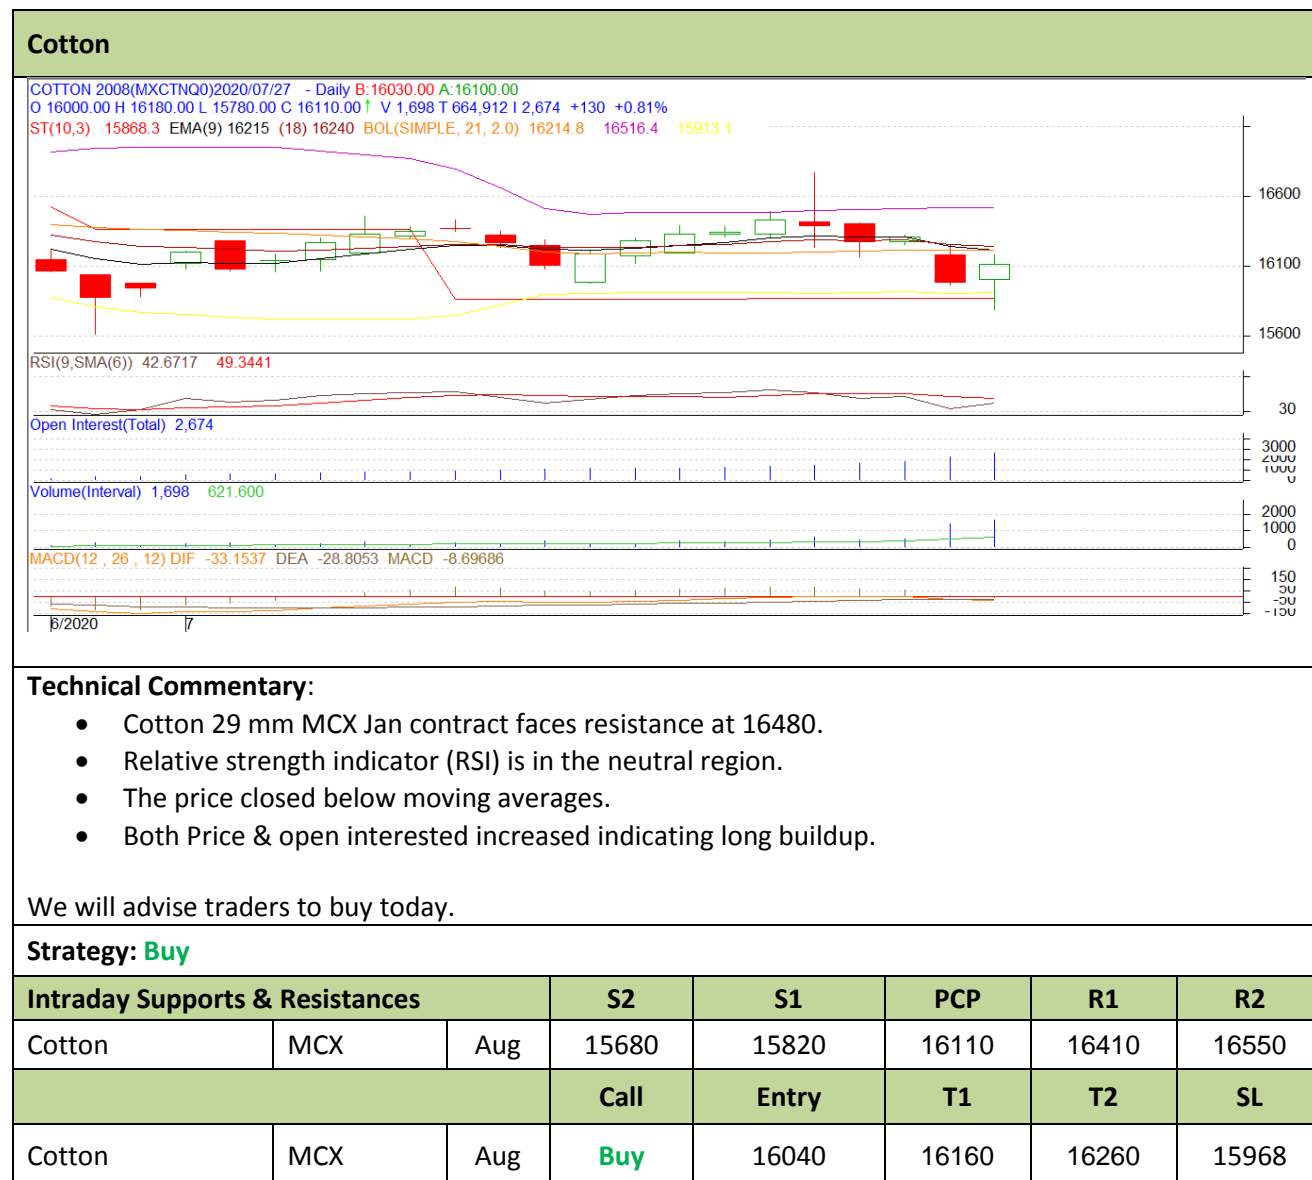 Cotton
COTTON 2008(MXCTNQ0)2020/07/27 - Daily B:16030.00 A:16100.00
O 16000.00 H 16180.00 L 15780.00 C 16110.00↑ V 1,698 T 664,912 I 2,674 +130 +0.81%
ST(10,3) 15868.3 EMA(9) 16215 (18) 16240 BOL(SIMPLE, 21, 2.0) 16214.8 16516.4 15913.1
16600
16100
15600
RSI(9,SMA(6)) 42.6717 49.3441
30
Open Interest(Total) 2,674
3000
2000
1000
0
Volume(Interval) 1,698 621.600
2000
1000
0
MACD(12 , 26 , 12) DIF -33.1537 DEA -28.8053 MACD -8.69686
150
50
-50
-150
6/2020 7
Technical Commentary:
• Cotton 29 mm MCX Jan contract faces resistance at 16480.
• Relative strength indicator (RSI) is in the neutral region.
• The price closed below moving averages.
• Both Price & open interested increased indicating long buildup.
We will advise traders to buy today.
Strategy: Buy
Intraday Supports & Resistances S2 S1 PCP R1 R2
Cotton MCX Aug 15680 15820 16110 16410 16550
Call Entry T1 T2 SL
Cotton MCX Aug Buy 16040 16160 16260 15968